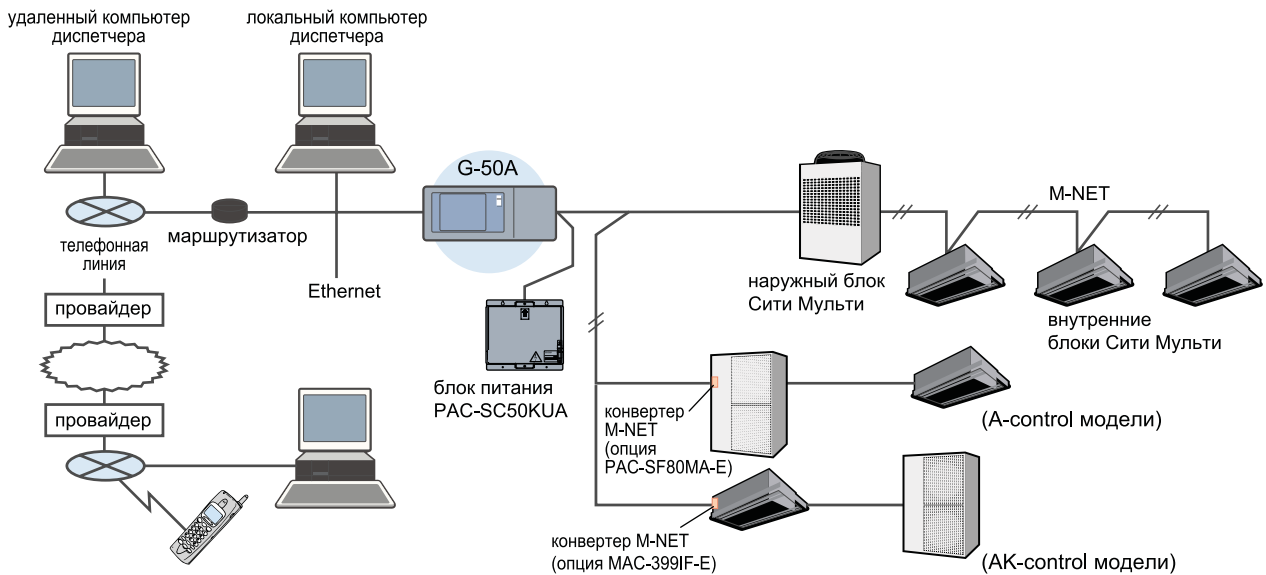 удаленный компьютер
диспетчера
локальный компьютер
диспетчера
G-50A
M-NET
маршрутизатор
телефонная
линия
Ethernet
наружный блок
Сити Мульти
внутренние
блоки Сити Мульти
провайдер
провайдер
блок питания
PAC-SC50KUA
конвертер
M-NET
(опция
PAC-SF80MA-E)
(A-control модели)
конвертер M-NET
(опция MAC-399IF-E)
(AK-control модели)